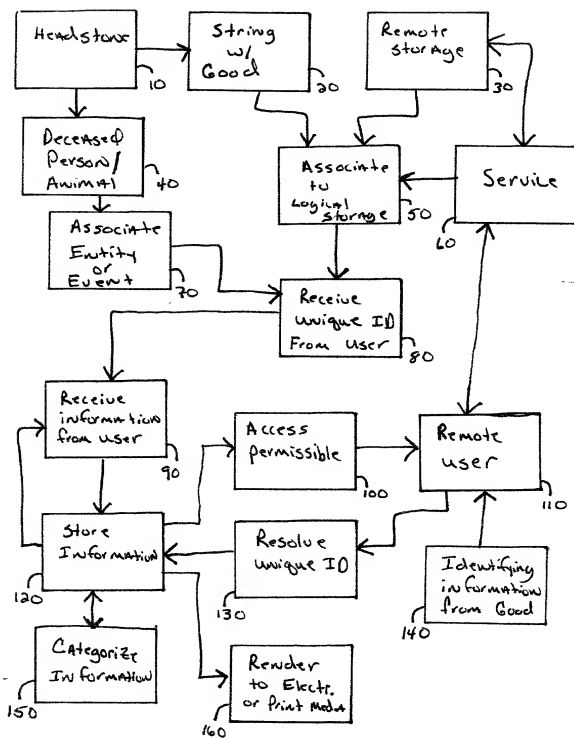 Headstone
10
String
w/
Good
20
Remote
Storage
30
Deceased
Person/
Animal
40
Associate
to
Logical
Storage
50
Service
60
Associate
Entity
or
Event
70
Receive
unique ID
From user
80
Receive
information
from user
90
Access
permissible
100
Remote
user
110
Store
Information
120
Resolve
unique ID
130
Identifying
information
from Good
140
Categorize
Information
150
Render
to Electr.
or Print Media
160